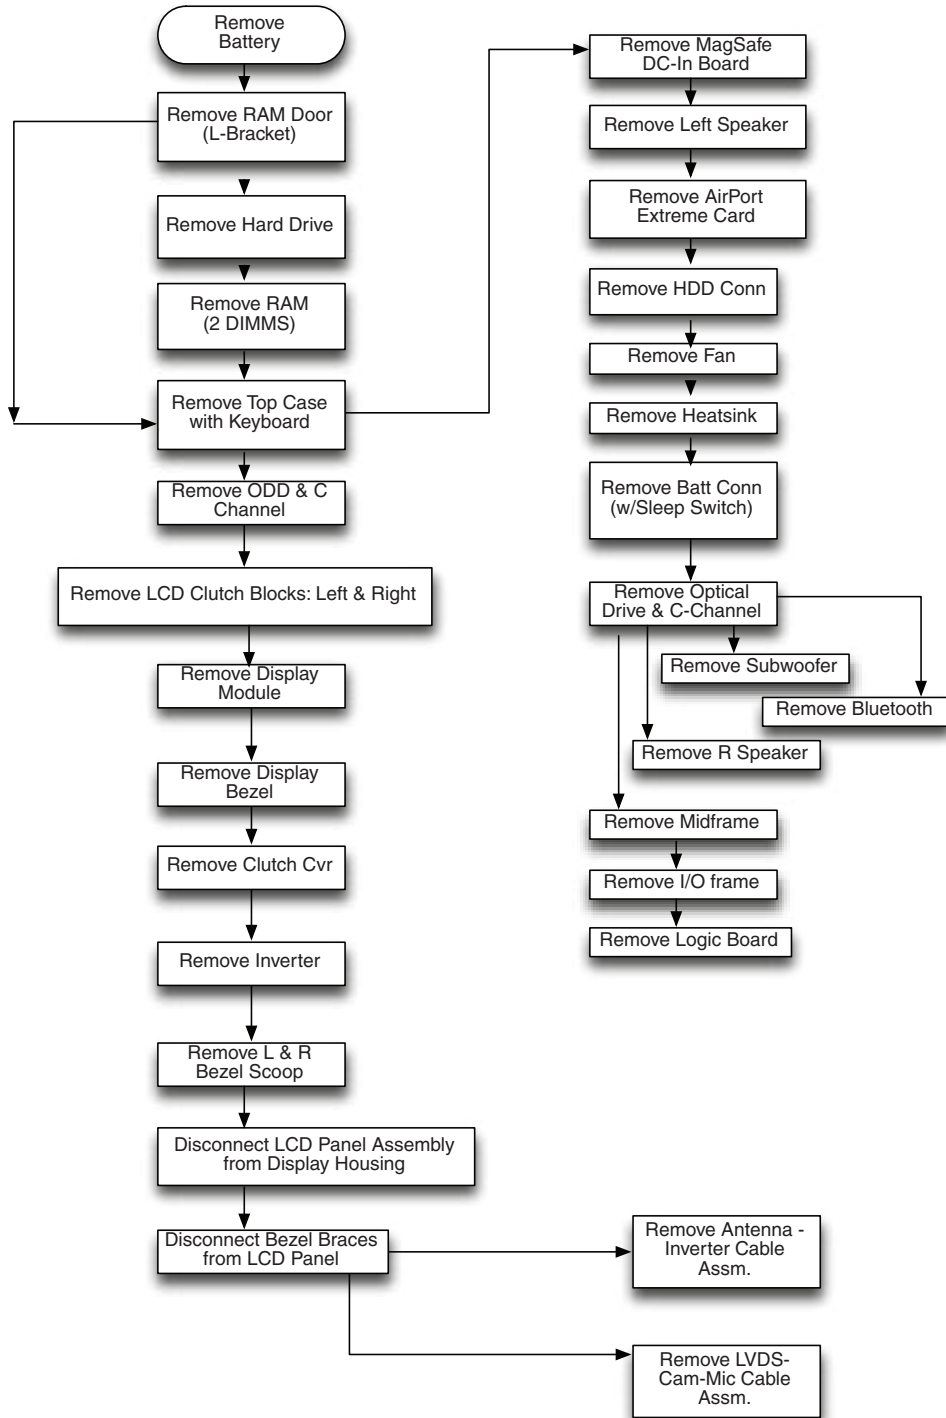 Remove
Battery
Remove RAM Door
(L-Bracket)
Remove Hard Drive
Remove RAM
(2 DIMMS)
Remove Top Case
with Keyboard
Remove ODD & C
Channel
Remove LCD Clutch Blocks: Left & Right
Remove Display
Module
Remove Display
Bezel
Remove Clutch Cvr
Remove Inverter
Remove L & R
Bezel Scoop
Disconnect LCD Panel Assembly
from Display Housing
Disconnect Bezel Braces
from LCD Panel
Remove MagSafe
DC-In Board
Remove Left Speaker
Remove AirPort
Extreme Card
Remove HDD Conn
Remove Fan
Remove Heatsink
Remove Batt Conn
(w/Sleep Switch)
Remove Optical
Drive & C-Channel
Remove Subwoofer
Remove Bluetooth
Remove R Speaker
Remove Midframe
Remove I/O frame
Remove Logic Board
Remove Antenna -
Inverter Cable
Assm.
Remove LVDS-
Cam-Mic Cable
Assm.